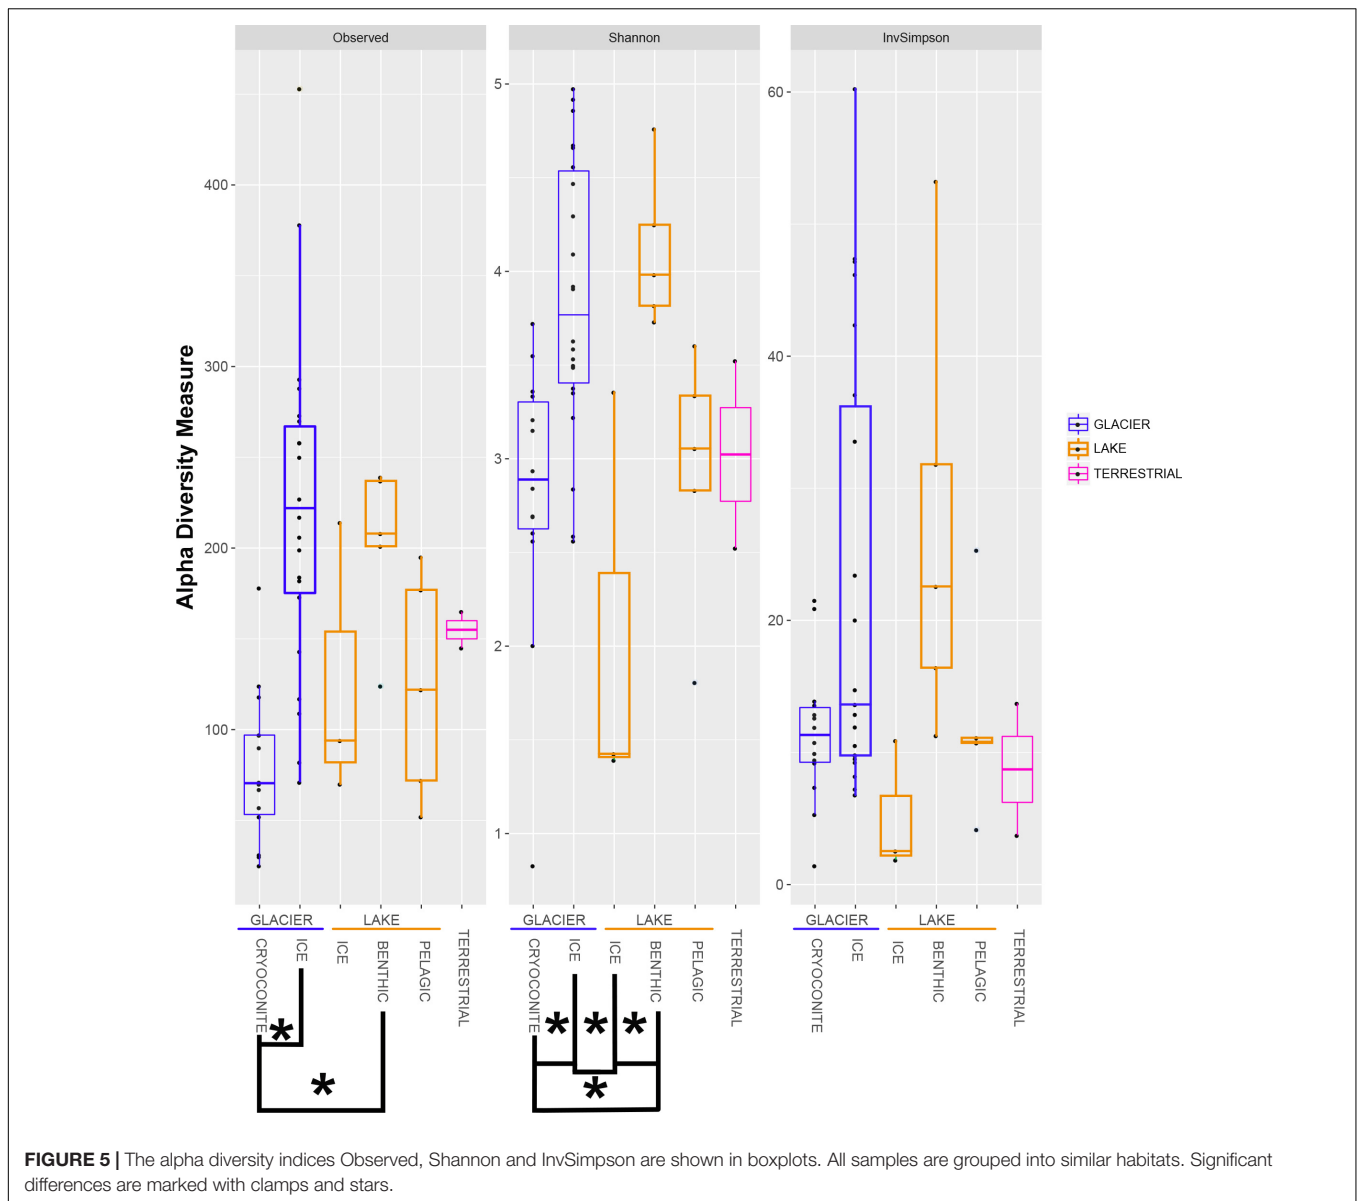 Observed
Shannon
InvSimpson
Alpha Diversity Measure
400
300
200
100
5
4
3
2
1
60
40
20
0
GLACIER
LAKE
CRYOCONITE
ICE
ICE
BENTHIC
PELAGIC
TERRESTRIAL
*
*
GLACIER
LAKE
CRYOCONITE
ICE
ICE
BENTHIC
PELAGIC
TERRESTRIAL
* * *
*
GLACIER
LAKE
CRYOCONITE
ICE
ICE
BENTHIC
PELAGIC
TERRESTRIAL
GLACIER
LAKE
TERRESTRIAL
FIGURE 5 | The alpha diversity indices Observed, Shannon and InvSimpson are shown in boxplots. All samples are grouped into similar habitats. Significant
differences are marked with clamps and stars.